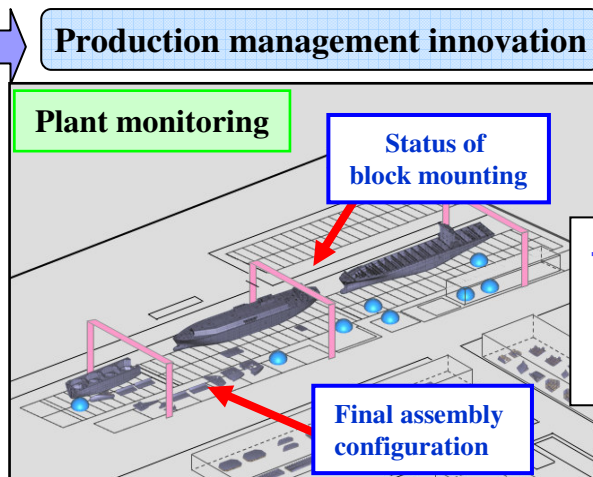 Production management innovation
Plant monitoring
Status of
block mounting
Final assembly
configuration